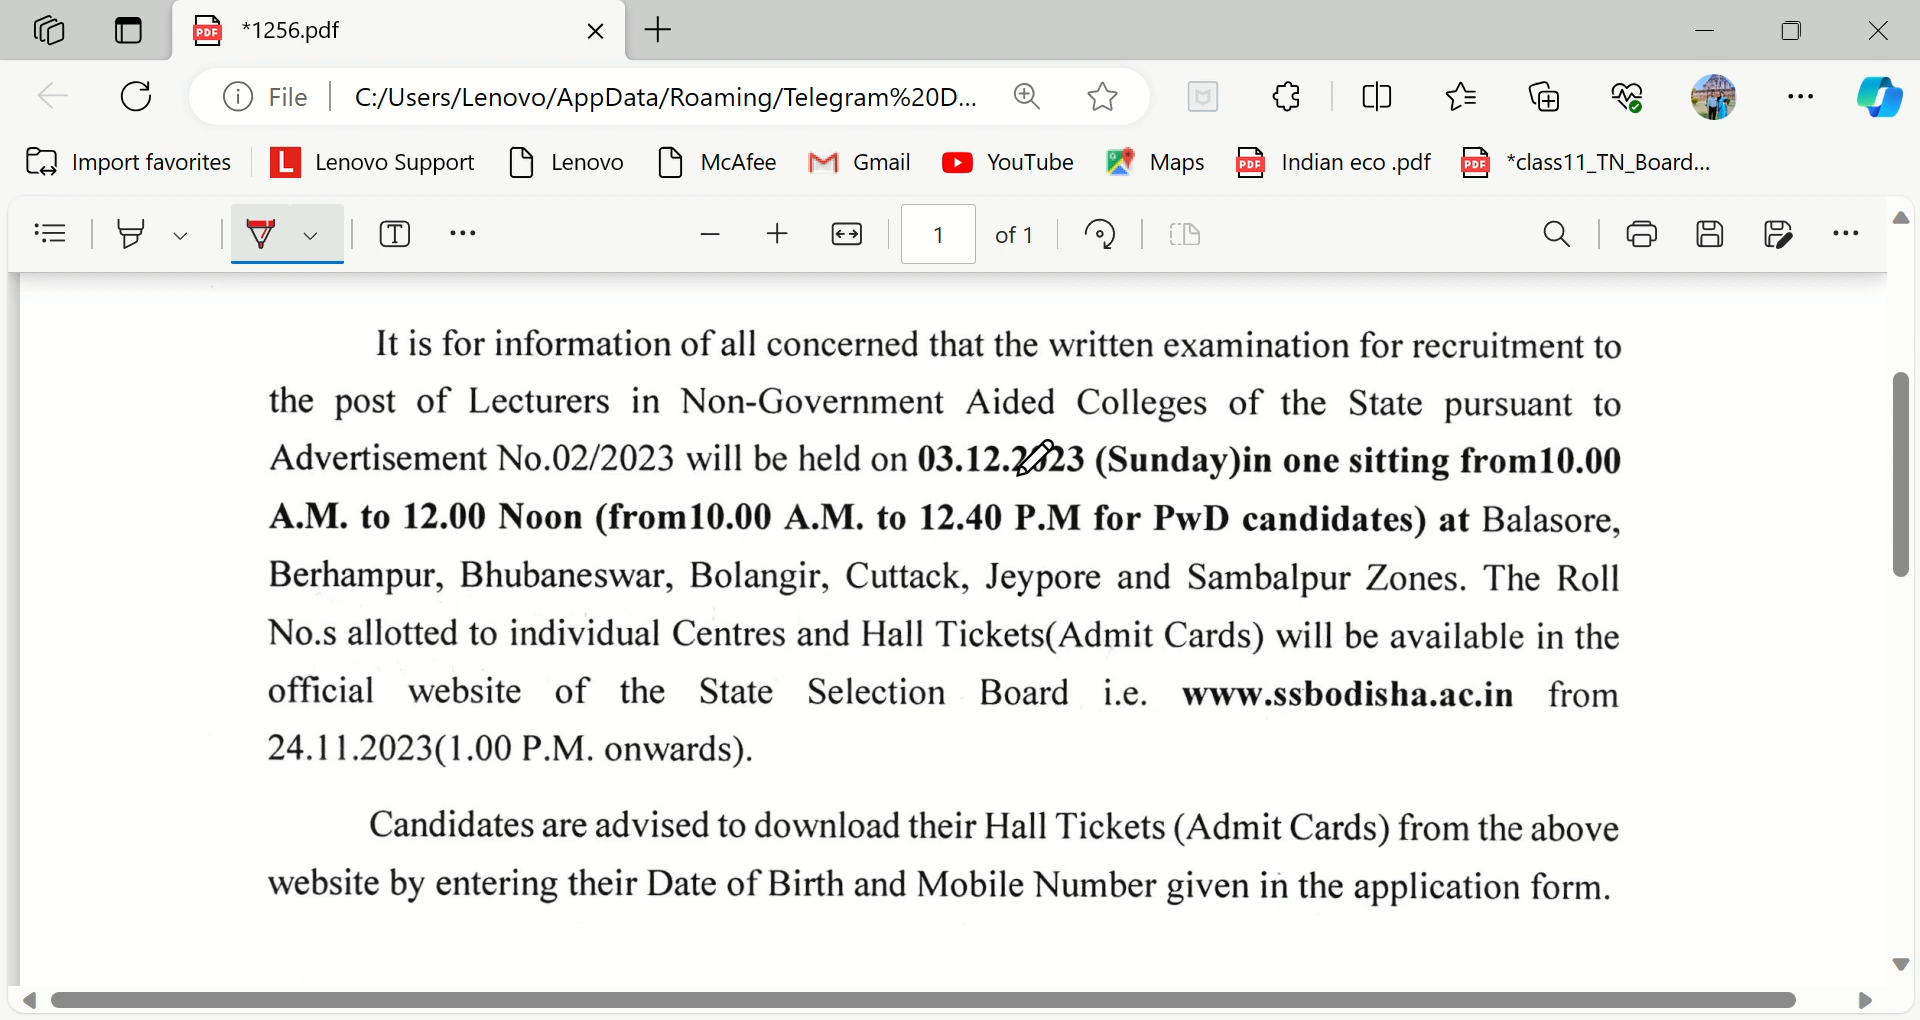 *1256.pdf
File C:/Users/Lenovo/AppData/Roaming/Telegram%20D...
Import favorites Lenovo Support Lenovo McAfee Gmail YouTube Maps Indian eco .pdf *class11_TN_Board...
1 of 1
It is for information of all concerned that the written examination for recruitment to
the post of Lecturers in Non-Government Aided Colleges of the State pursuant to
Advertisement No.02/2023 will be held on 03.12.2023 (Sunday)in one sitting from10.00
A.M. to 12.00 Noon (from10.00 A.M. to 12.40 P.M for PwD candidates) at Balasore,
Berhampur, Bhubaneswar, Bolangir, Cuttack, Jeypore and Sambalpur Zones. The Roll
No.s allotted to individual Centres and Hall Tickets(Admit Cards) will be available in the
official website of the State Selection Board i.e. www.ssbodisha.ac.in from
24.11.2023(1.00 P.M. onwards).
Candidates are advised to download their Hall Tickets (Admit Cards) from the above
website by entering their Date of Birth and Mobile Number given in the application form.